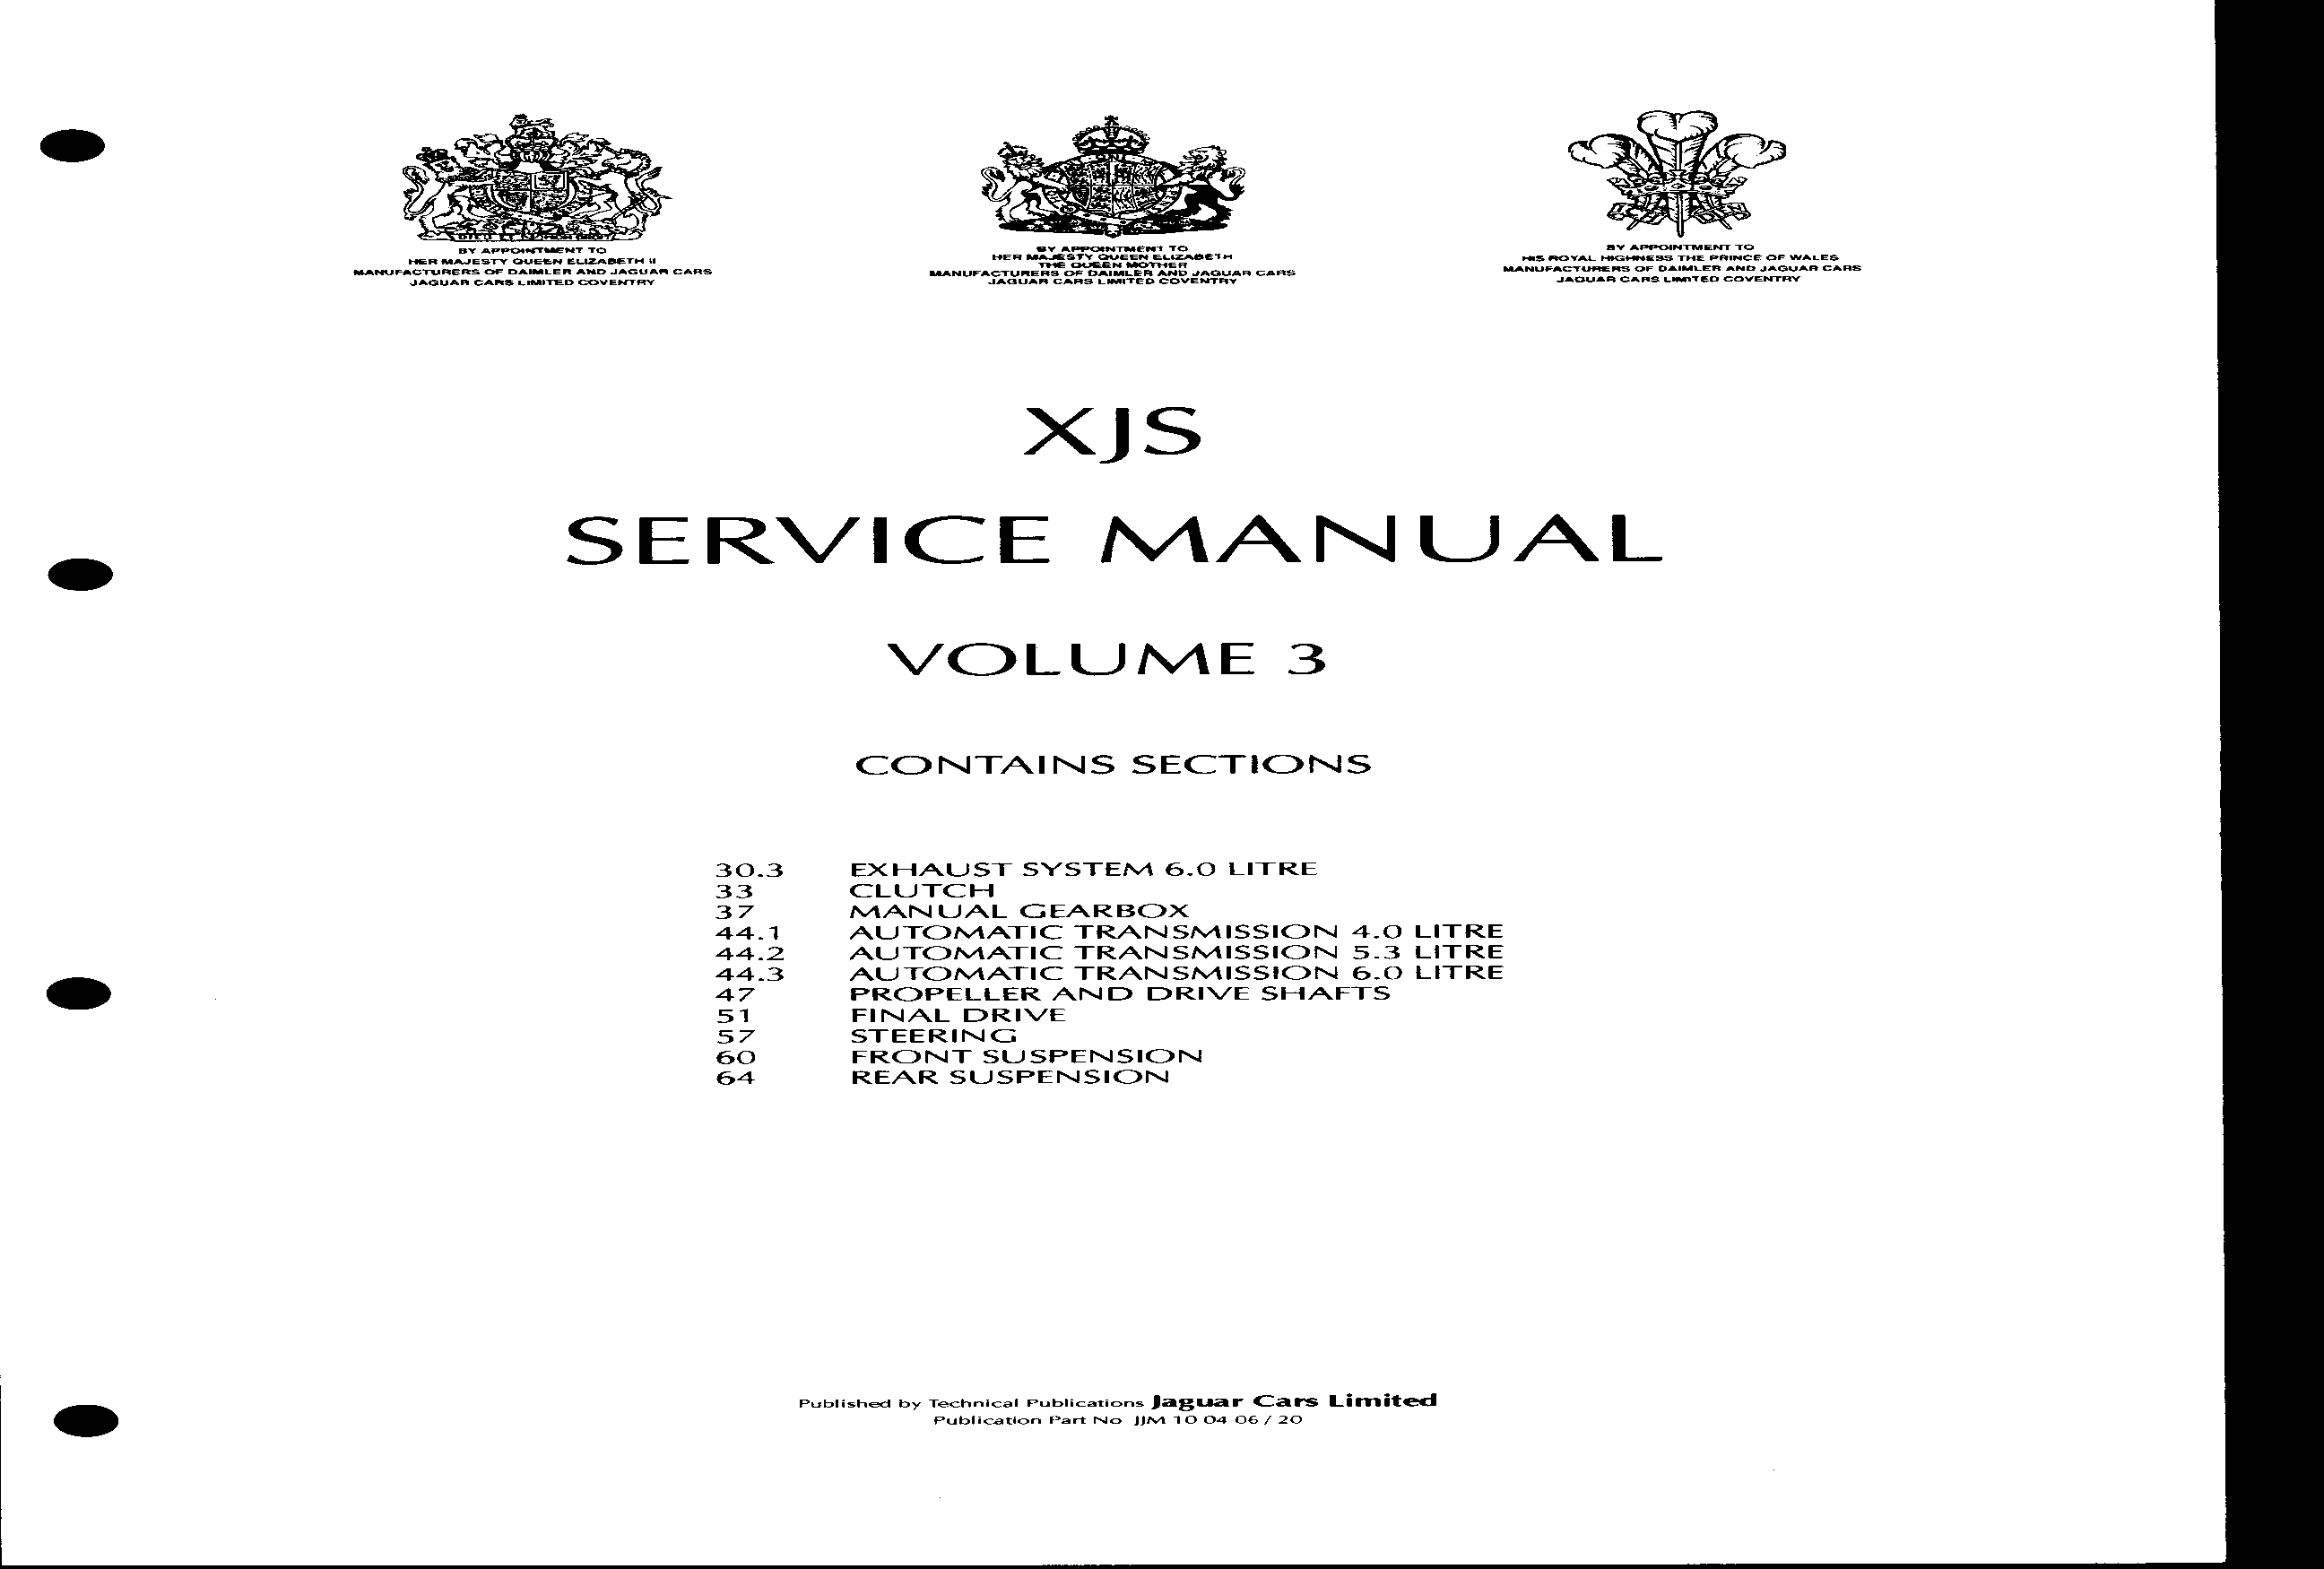 BY APPOINTMENT TO
HER MAJESTY QUEEN ELIZABETH II
MANUFACTURERS OF DAIMLER AND JAGUAR CARS
JAGUAR CARS LIMITED COVENTRY
BY APPOINTMENT TO
HER MAJESTY QUEEN ELIZABETH
THE QUEEN MOTHER
MANUFACTURERS OF DAIMLER AND JAGUAR CARS
JAGUAR CARS LIMITED COVENTRY
BY APPOINTMENT TO
HIS ROYAL HIGHNESS THE PRINCE OF WALES
MANUFACTURERS OF DAIMLER AND JAGUAR CARS
JAGUAR CARS LIMITED COVENTRY
XJS
SERVICE MANUAL
VOLUME 3
CONTAINS SECTIONS
30.3 EXHAUST SYSTEM 6.0 LITRE
33 CLUTCH
37 MANUAL GEARBOX
44.1 AUTOMATIC TRANSMISSION 4.0 LITRE
44.2 AUTOMATIC TRANSMISSION 5.3 LITRE
44.3 AUTOMATIC TRANSMISSION 6.0 LITRE
47 PROPELLER AND DRIVE SHAFTS
51 FINAL DRIVE
57 STEERING
60 FRONT SUSPENSION
64 REAR SUSPENSION
Published by Technical Publications Jaguar Cars Limited
Publication Part No JJM 10 04 06 / 20